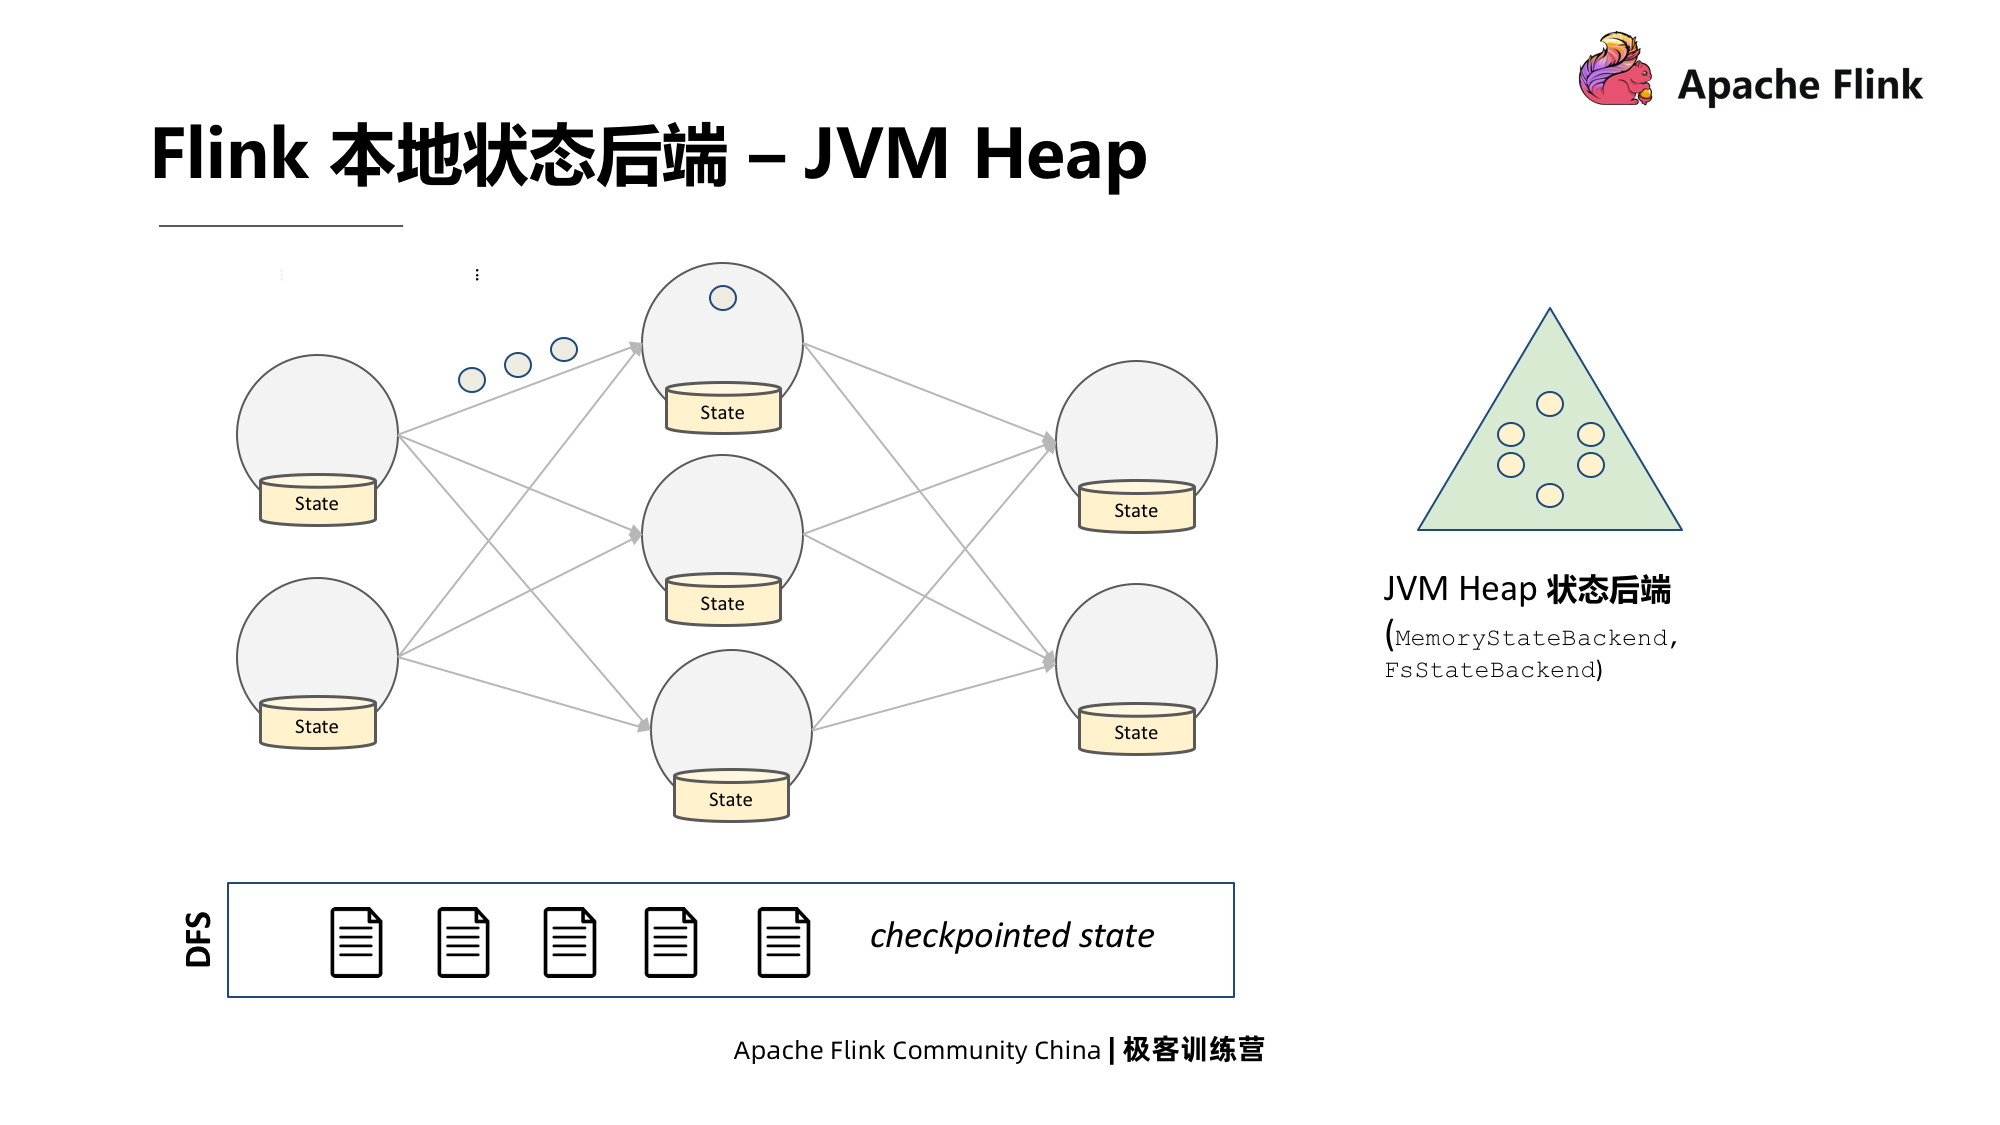 Apache Flink
Flink 本地状态后端 – JVM Heap
⋮
⋮
State
State
State
State
State
State
State
JVM Heap 状态后端
(MemoryStateBackend,
FsStateBackend)
DFS
checkpointed state
Apache Flink Community China | 极客训练营